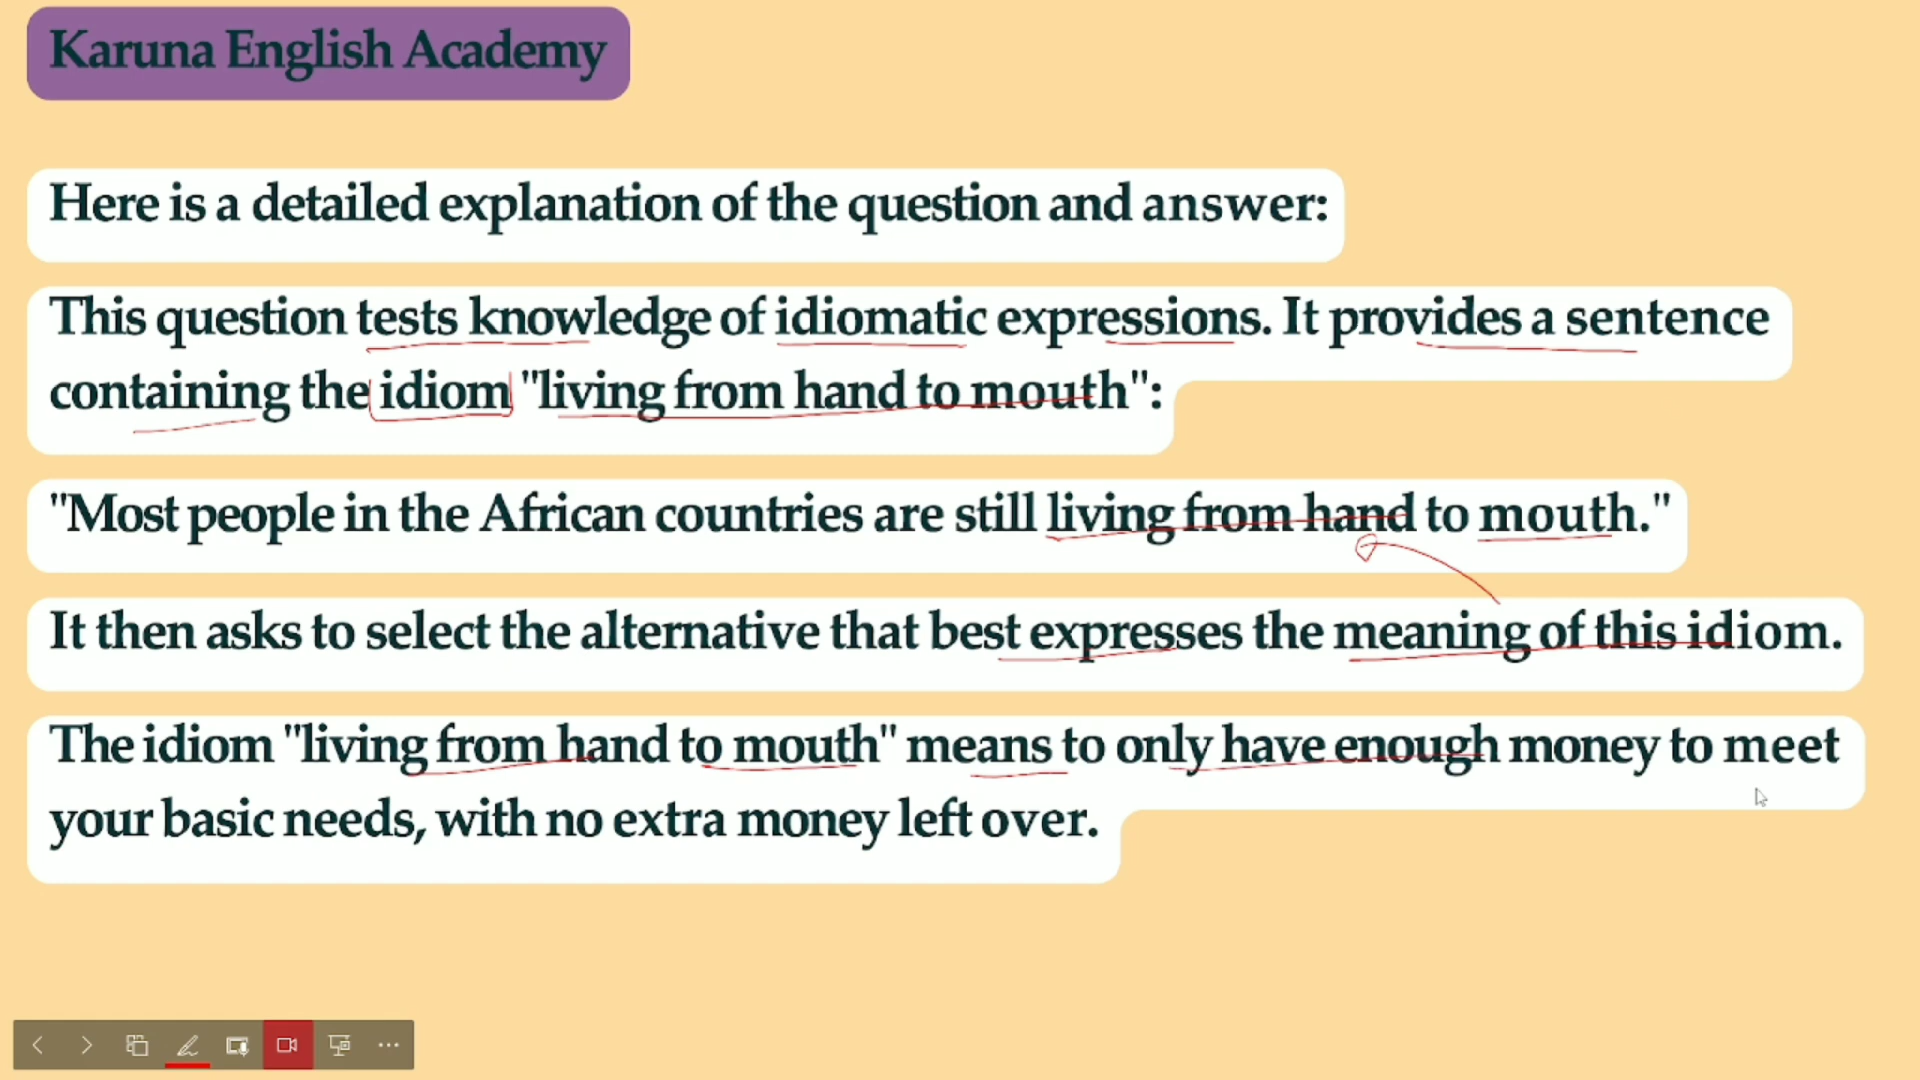 Karuna English Academy
Here is a detailed explanation of the question and answer:
This question tests knowledge of idiomatic expressions. It provides a sentence
containing the idiom "living from hand to mouth":
"Most people in the African countries are still living from hand to mouth."
It then asks to select the alternative that best expresses the meaning of this idiom.
The idiom "living from hand to mouth" means to only have enough money to meet
your basic needs, with no extra money left over.